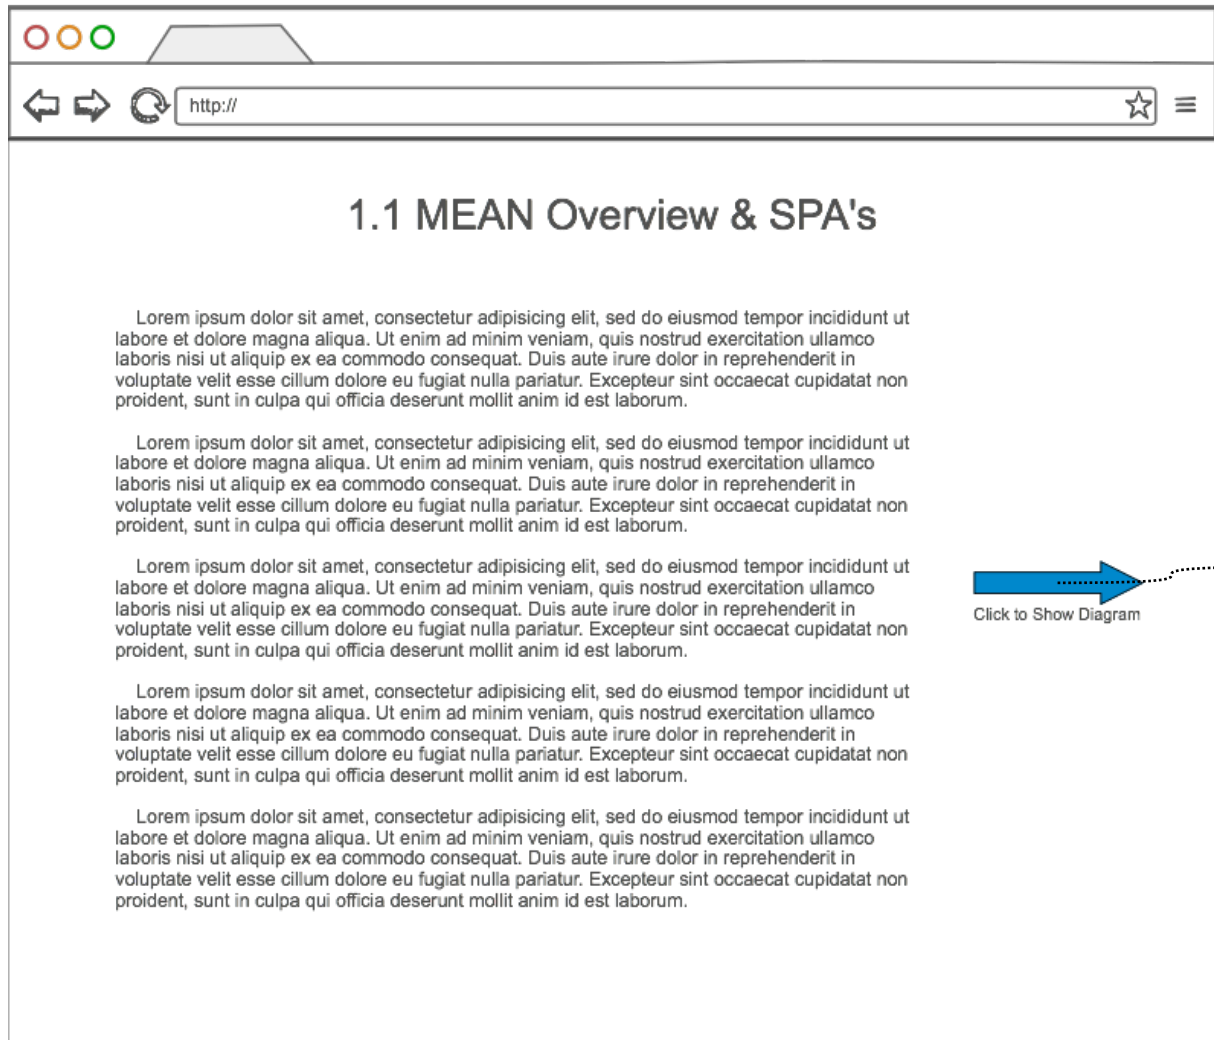 http://
1.1 MEAN Overview & SPA's
Lorem ipsum dolor sit amet, consectetur adipisicing elit, sed do eiusmod tempor incididunt ut
labore et dolore magna aliqua. Ut enim ad minim veniam, quis nostrud exercitation ullamco
laboris nisi ut aliquip ex ea commodo consequat. Duis aute irure dolor in reprehenderit in
voluptate velit esse cillum dolore eu fugiat nulla pariatur. Excepteur sint occaecat cupidatat non
proident, sunt in culpa qui officia deserunt mollit anim id est laborum.
Lorem ipsum dolor sit amet, consectetur adipisicing elit, sed do eiusmod tempor incididunt ut
labore et dolore magna aliqua. Ut enim ad minim veniam, quis nostrud exercitation ullamco
laboris nisi ut aliquip ex ea commodo consequat. Duis aute irure dolor in reprehenderit in
voluptate velit esse cillum dolore eu fugiat nulla pariatur. Excepteur sint occaecat cupidatat non
proident, sunt in culpa qui officia deserunt mollit anim id est laborum.
Lorem ipsum dolor sit amet, consectetur adipisicing elit, sed do eiusmod tempor incididunt ut
labore et dolore magna aliqua. Ut enim ad minim veniam, quis nostrud exercitation ullamco
laboris nisi ut aliquip ex ea commodo consequat. Duis aute irure dolor in reprehenderit in
voluptate velit esse cillum dolore eu fugiat nulla pariatur. Excepteur sint occaecat cupidatat non
proident, sunt in culpa qui officia deserunt mollit anim id est laborum.
Lorem ipsum dolor sit amet, consectetur adipisicing elit, sed do eiusmod tempor incididunt ut
labore et dolore magna aliqua. Ut enim ad minim veniam, quis nostrud exercitation ullamco
laboris nisi ut aliquip ex ea commodo consequat. Duis aute irure dolor in reprehenderit in
voluptate velit esse cillum dolore eu fugiat nulla pariatur. Excepteur sint occaecat cupidatat non
proident, sunt in culpa qui officia deserunt mollit anim id est laborum.
Lorem ipsum dolor sit amet, consectetur adipisicing elit, sed do eiusmod tempor incididunt ut
labore et dolore magna aliqua. Ut enim ad minim veniam, quis nostrud exercitation ullamco
laboris nisi ut aliquip ex ea commodo consequat. Duis aute irure dolor in reprehenderit in
voluptate velit esse cillum dolore eu fugiat nulla pariatur. Excepteur sint occaecat cupidatat non
proident, sunt in culpa qui officia deserunt mollit anim id est laborum.
Click to Show Diagram